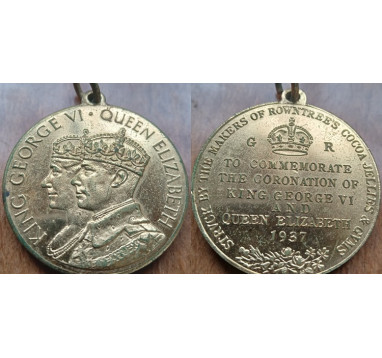 KING GEORGE VI · QUEEN ELIZABETH
STRUCK BY THE MAKERS OF ROWNTREE'S COCOA JELLIES & GUMS
G R
TO COMMEMORATE
THE CORONATION OF
KING GEORGE VI
AND
QUEEN ELIZABETH
1937